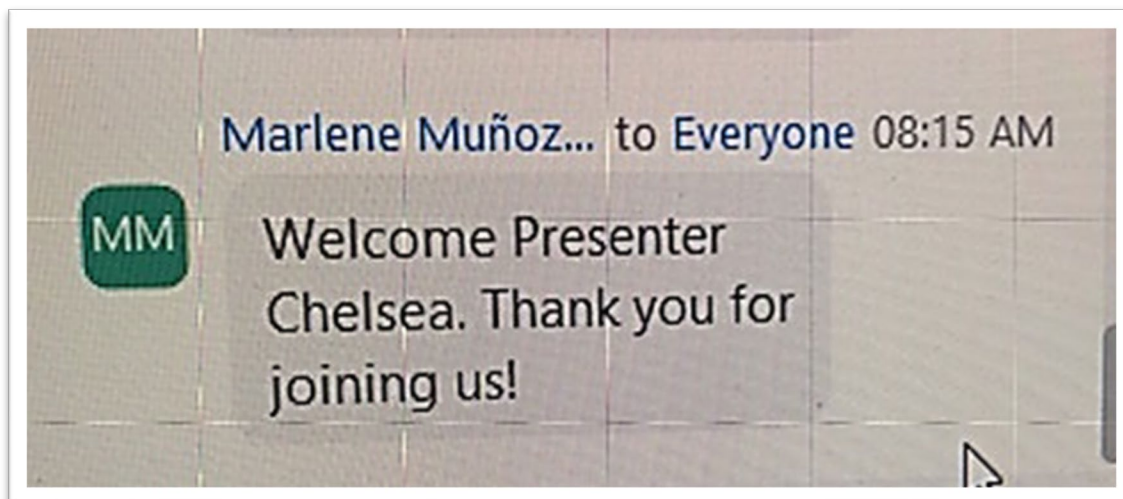 Marlene Muñoz... to Everyone 08:15 AM
MM
Welcome Presenter
Chelsea. Thank you for
joining us!